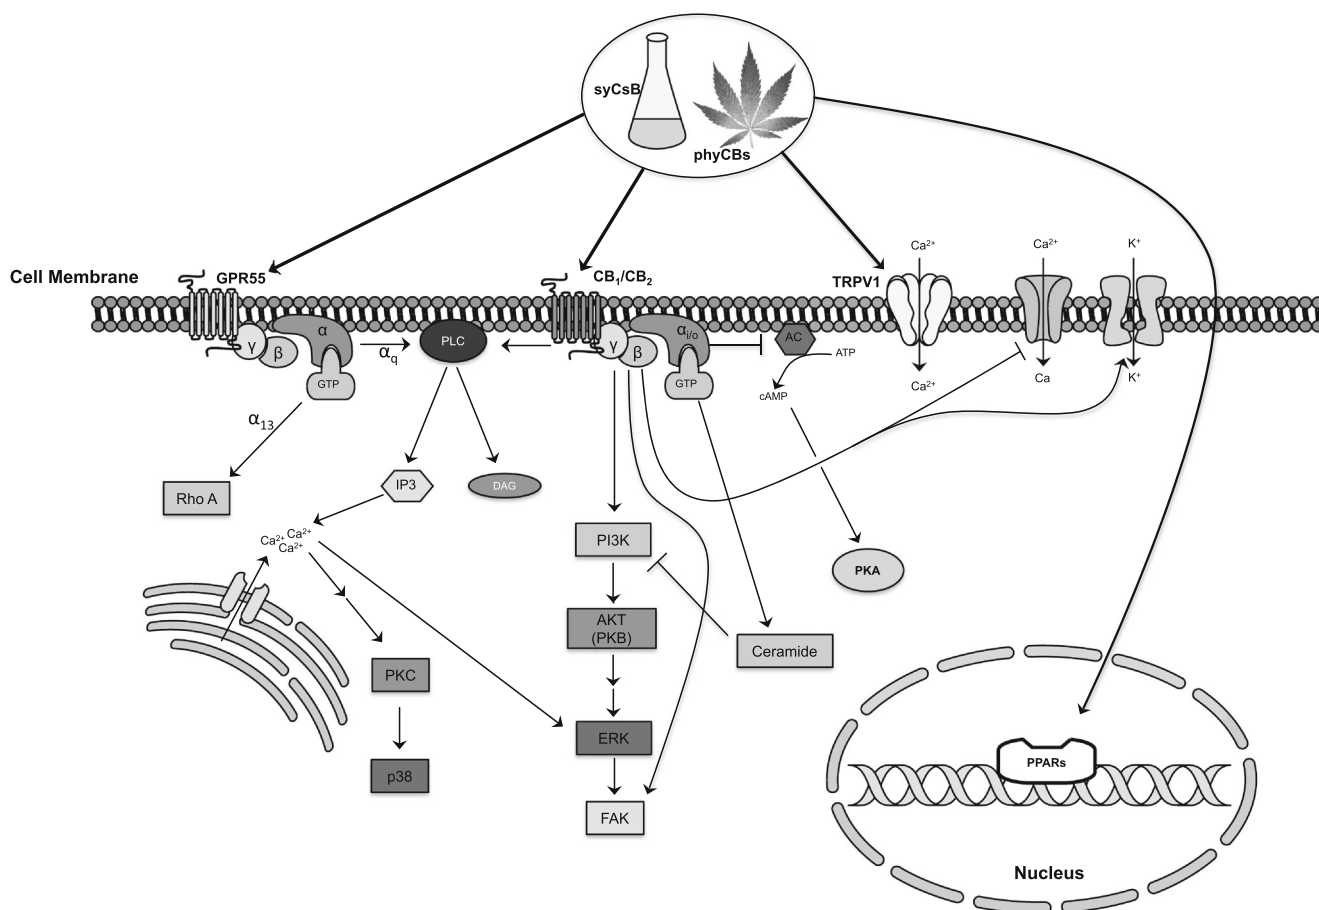 syCsB
phyCBs
Cell Membrane
GPR55
CB₁/CB₂
TRPV1
Ca²⁺
Ca²⁺
K⁺
γ
β
α
GTP
αq
PLC
γ
β
αi/o
GTP
AC
ATP
cAMP
Ca²⁺
Ca
K⁺
α₁₃
Rho A
IP3
DAG
Ca²⁺ Ca²⁺
Ca²⁺
PI3K
PKA
AKT
(PKB)
Ceramide
PKC
ERK
p38
FAK
PPARs
Nucleus